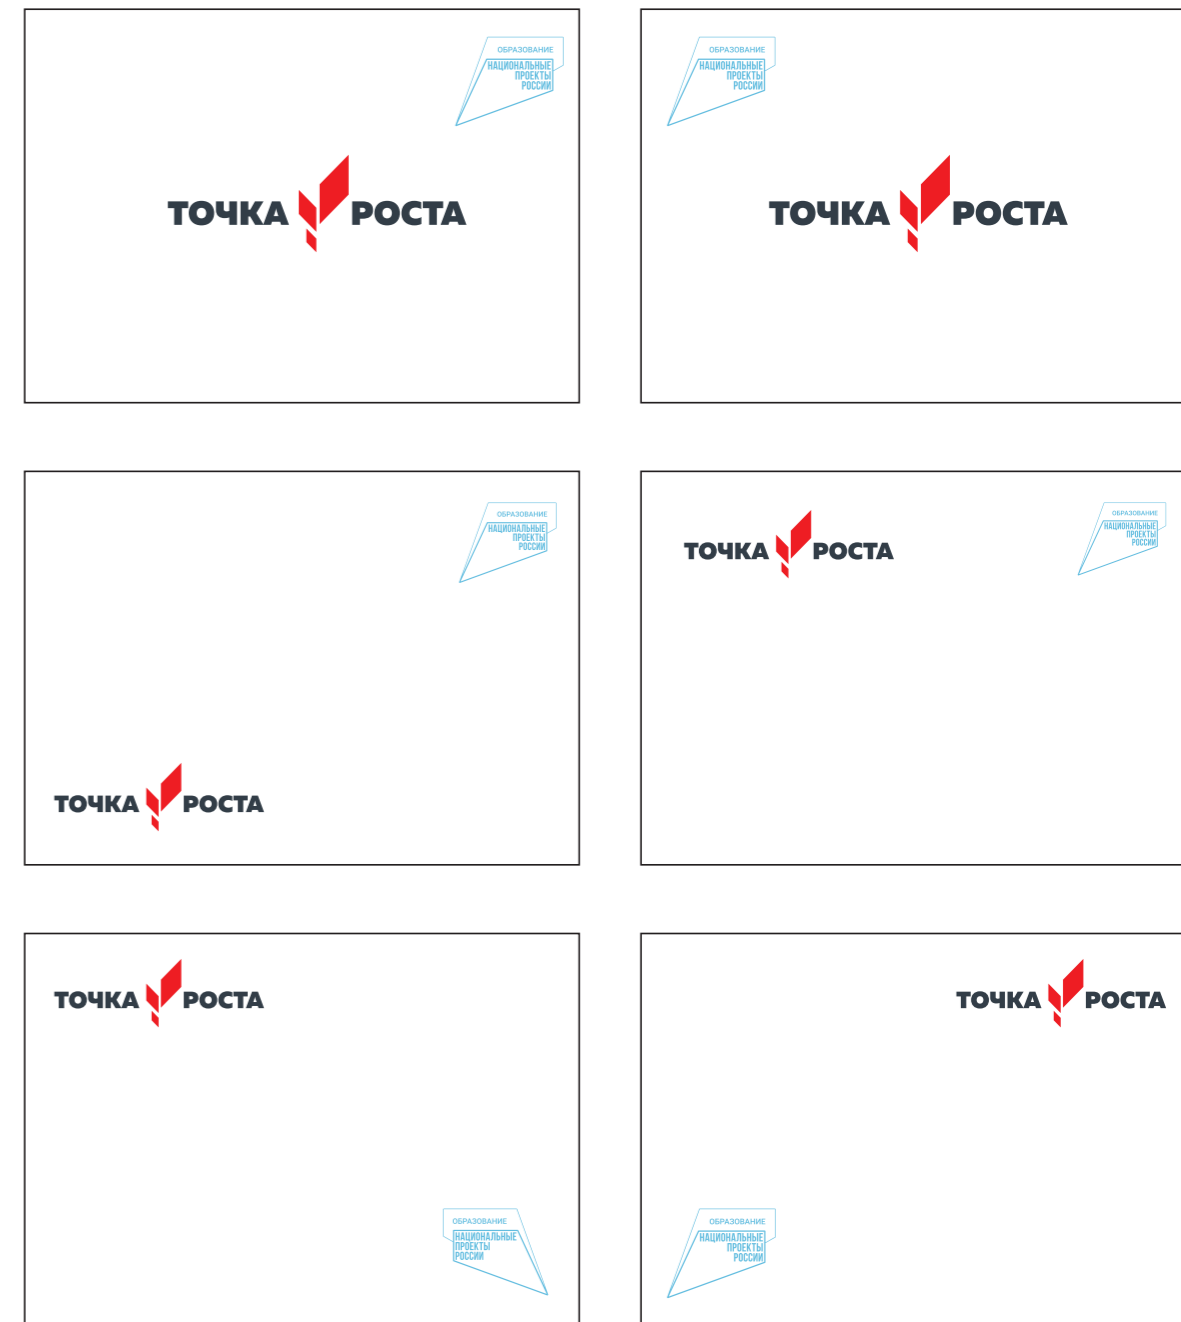 ОБРАЗОВАНИЕ
НАЦИОНАЛЬНЫЕ
ПРОЕКТЫ
РОССИИ
ТОЧКА РОСТА
ОБРАЗОВАНИЕ
НАЦИОНАЛЬНЫЕ
ПРОЕКТЫ
РОССИИ
ТОЧКА РОСТА
ОБРАЗОВАНИЕ
НАЦИОНАЛЬНЫЕ
ПРОЕКТЫ
РОССИИ
ТОЧКА РОСТА
ТОЧКА РОСТА
ОБРАЗОВАНИЕ
НАЦИОНАЛЬНЫЕ
ПРОЕКТЫ
РОССИИ
ТОЧКА РОСТА
ОБРАЗОВАНИЕ
НАЦИОНАЛЬНЫЕ
ПРОЕКТЫ
РОССИИ
ТОЧКА РОСТА
ОБРАЗОВАНИЕ
НАЦИОНАЛЬНЫЕ
ПРОЕКТЫ
РОССИИ